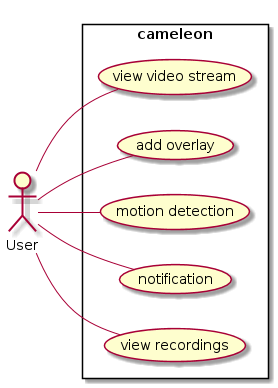 cameleon
view video stream
add overlay
motion detection
User
notification
view recordings